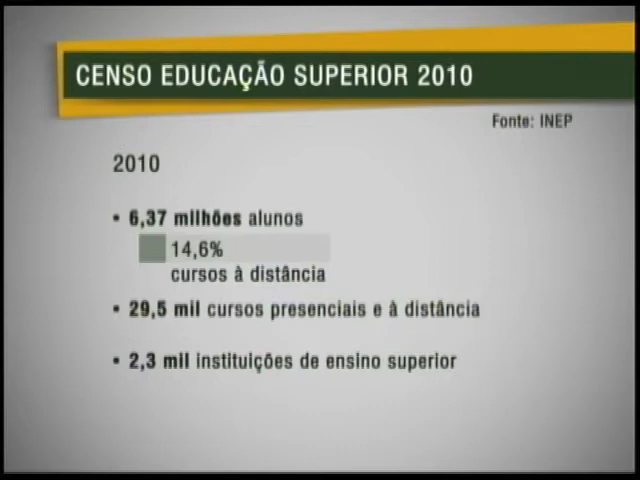 CENSO EDUCAÇÃO SUPERIOR 2010
Fonte: INEP
2010
• 6,37 milhões alunos
14,6%
cursos à distância
• 29,5 mil cursos presenciais e à distância
• 2,3 mil instituições de ensino superior